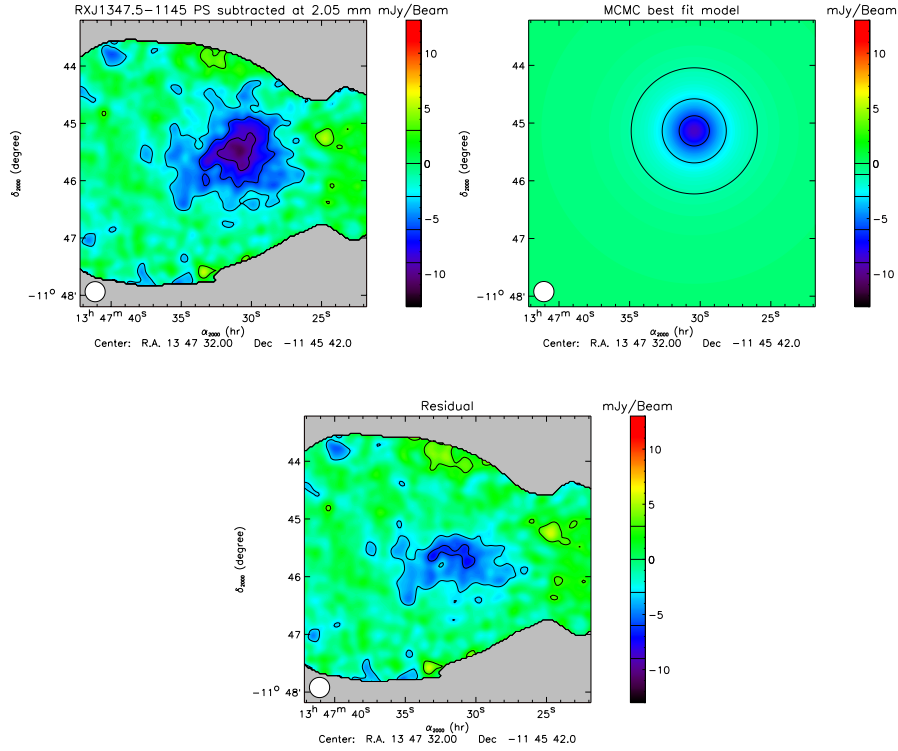 RXJ1347.5-1145 PS subtracted at 2.05 mm mJy/Beam
44
45
46
47
-11° 48'
δ2000 (degree)
13h 47m 40s 35s 30s 25s
α2000 (hr)
Center: R.A. 13 47 32.00 Dec -11 45 42.0
10
5
0
-5
-10
MCMC best fit model mJy/Beam
44
45
46
47
-11° 48'
δ2000 (degree)
13h 47m 40s 35s 30s 25s
α2000 (hr)
Center: R.A. 13 47 32.00 Dec -11 45 42.0
10
5
0
-5
-10
Residual mJy/Beam
44
45
46
47
-11° 48'
δ2000 (degree)
13h 47m 40s 35s 30s 25s
α2000 (hr)
Center: R.A. 13 47 32.00 Dec -11 45 42.0
10
5
0
-5
-10